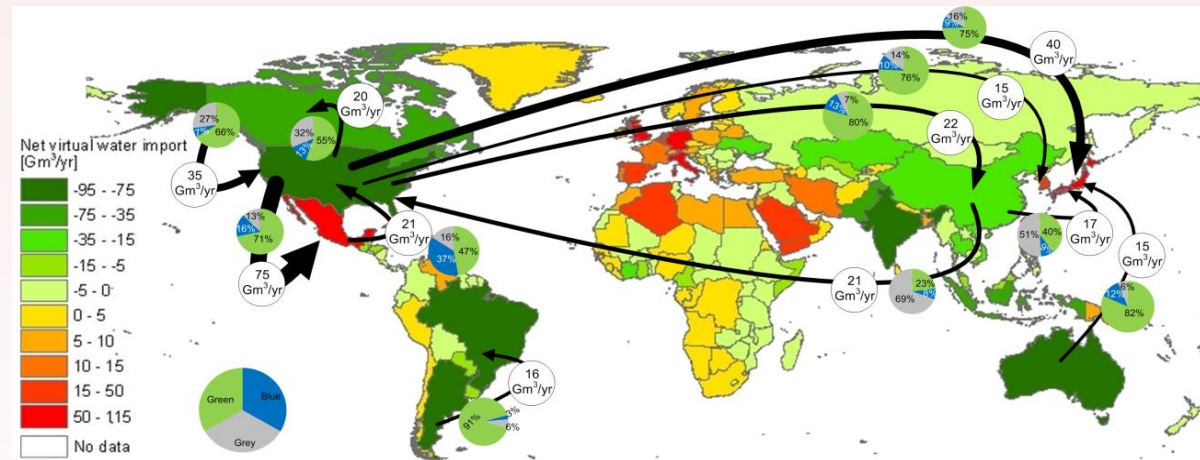 Net virtual water import
[Gm³/yr]
-95 - -75
-75 - -35
-35 - -15
-15 - -5
-5 - 0
0 - 5
5 - 10
10 - 15
15 - 50
50 - 115
No data
Green
Blue
Grey
27%
7%
66%
35
Gm³/yr
32%
13%
55%
20
Gm³/yr
13%
16%
71%
75
Gm³/yr
21
Gm³/yr
16%
37%
47%
16
Gm³/yr
91%
3%
6%
16%
9%
75%
40
Gm³/yr
14%
10%
76%
15
Gm³/yr
7%
13%
80%
22
Gm³/yr
21
Gm³/yr
23%
8%
69%
51%
40%
9%
17
Gm³/yr
15
Gm³/yr
6%
12%
82%